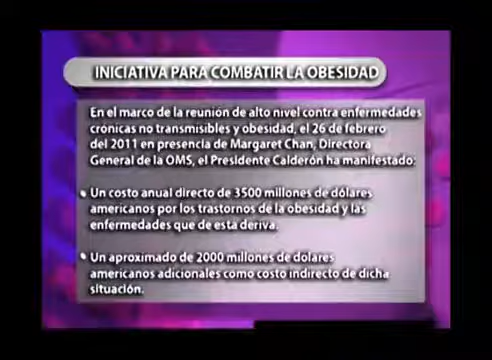 INICIATIVA PARA COMBATIR LA OBESIDAD
En el marco de la reunión de alto nivel contra enfermedades
crónicas no transmisibles y obesidad, el 26 de febrero
del 2011 en presencia de Margaret Chan, Directora
General de la OMS, el Presidente Calderón ha manifestado:
• Un costo anual directo de 3500 millones de dólares
americanos por los trastornos de la obesidad y las
enfermedades que de esta deriva.
• Un aproximado de 2000 millones de dolares
americanos adicionales como costo indirecto de dicha
situación.